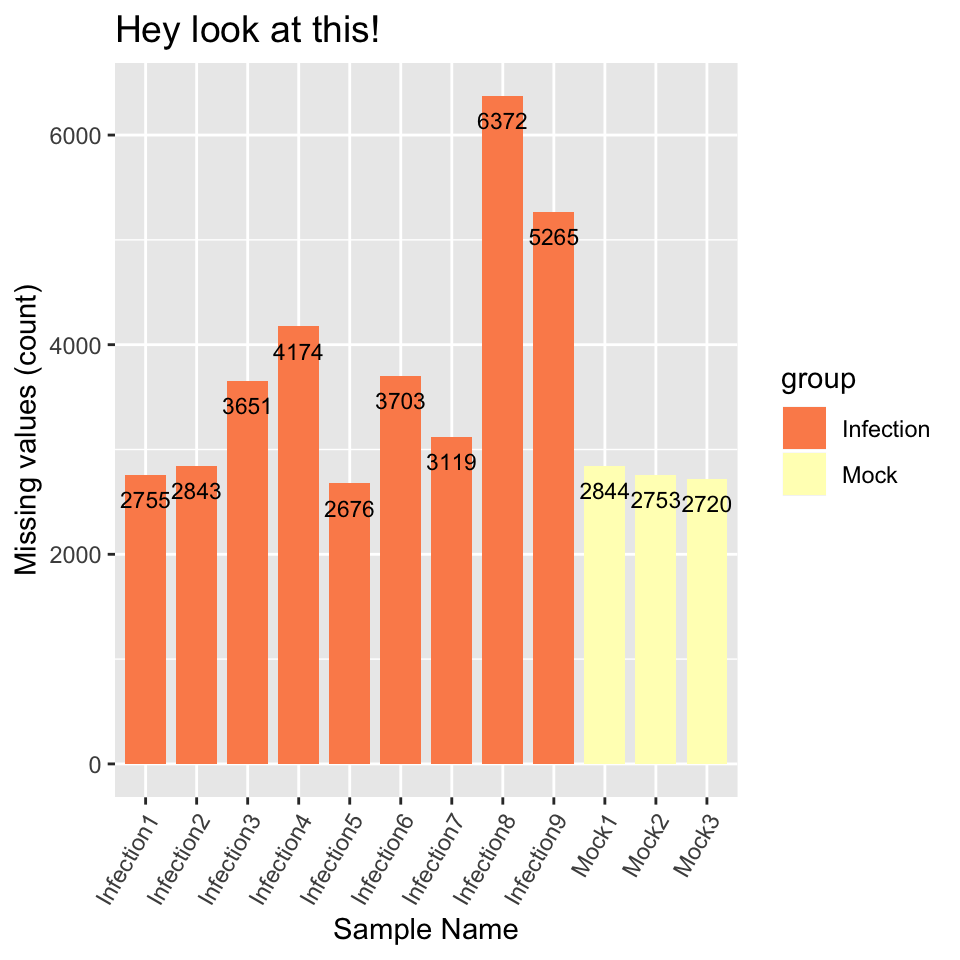 Hey look at this!
Missing values (count)
6000
4000
2000
0
2755
2843
3651
4174
2676
3703
3119
6372
5265
2844
2753
2720
Infection1
Infection2
Infection3
Infection4
Infection5
Infection6
Infection7
Infection8
Infection9
Mock1
Mock2
Mock3
Sample Name
group
Infection
Mock